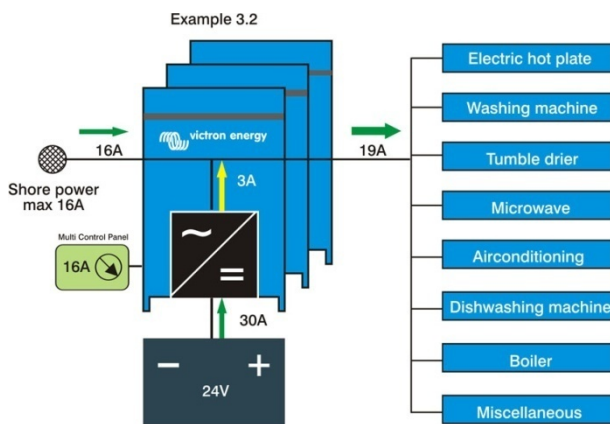 Example 3.2
victron energy
16A
19A
3A
Shore power
max 16A
Multi Control Panel
16A
~
=
30A
− +
24V
Electric hot plate
Washing machine
Tumble drier
Microwave
Airconditioning
Dishwashing machine
Boiler
Miscellaneous